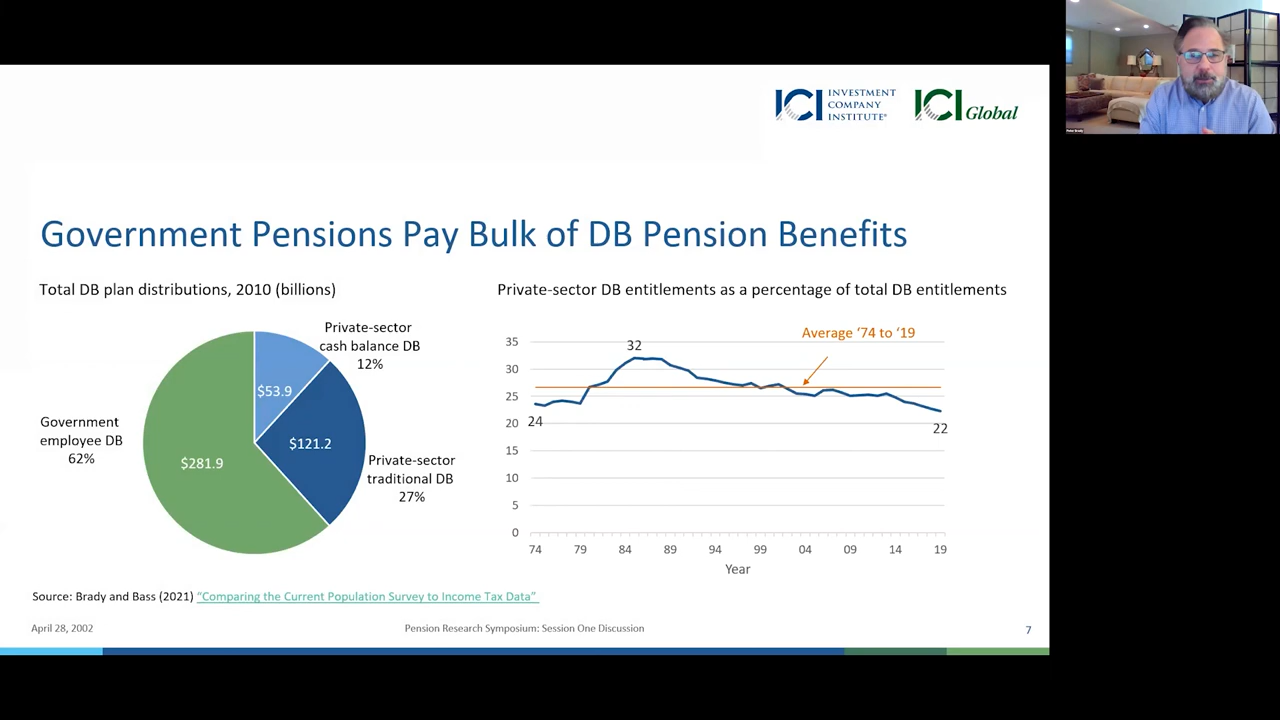 ICI INVESTMENT
COMPANY
INSTITUTE®
ICI Global
Peter Brady
Government Pensions Pay Bulk of DB Pension Benefits
Total DB plan distributions, 2010 (billions)
Private-sector
cash balance DB
12%
$53.9
Government
employee DB
62%
$281.9
$121.2
Private-sector
traditional DB
27%
Private-sector DB entitlements as a percentage of total DB entitlements
Average ‘74 to ‘19
35
30
25
20
15
10
5
0
32
24
22
74 79 84 89 94 99 04 09 14 19
Year
Source: Brady and Bass (2021) “Comparing the Current Population Survey to Income Tax Data”
April 28, 2002
Pension Research Symposium: Session One Discussion
7